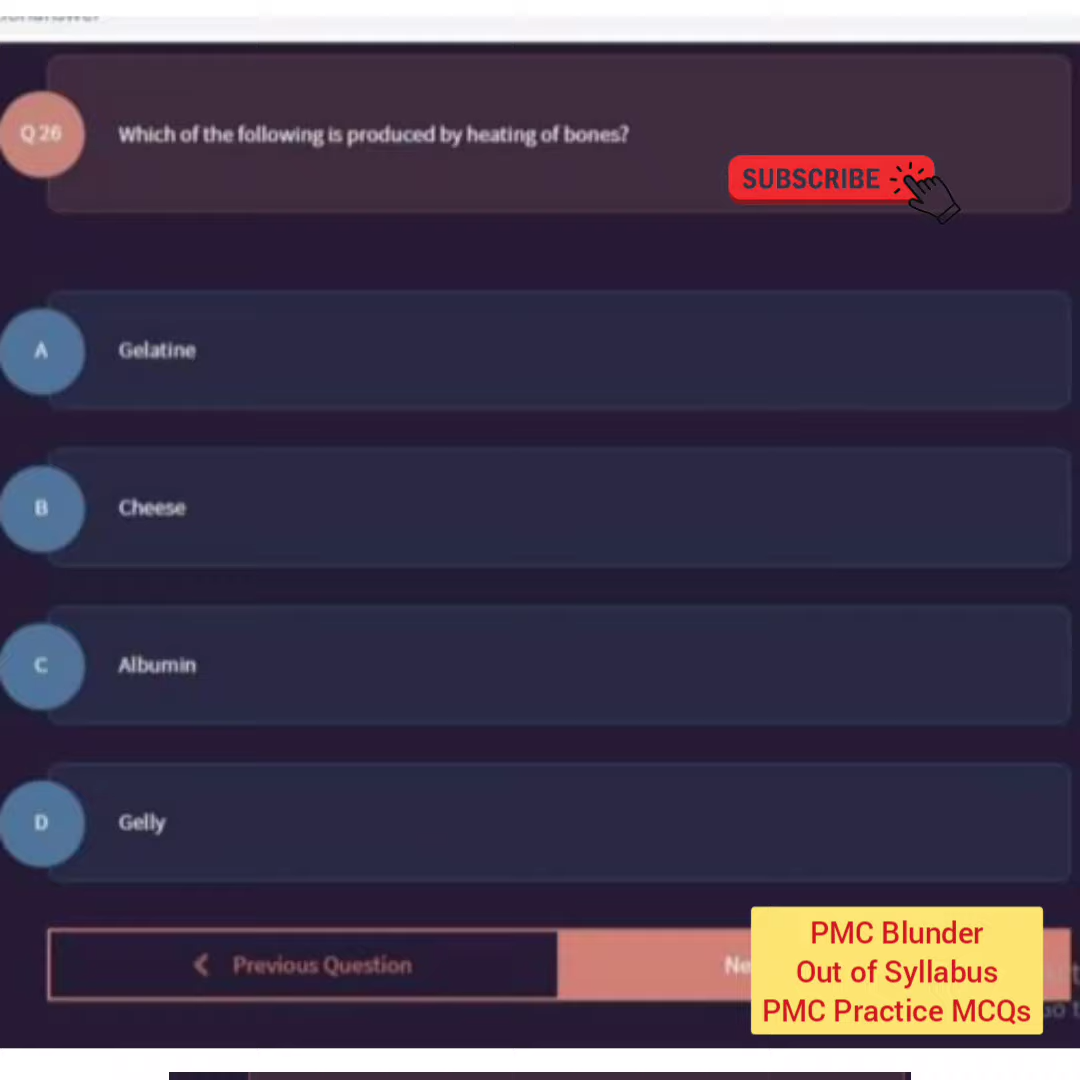 Q 26
Which of the following is produced by heating of bones?
SUBSCRIBE
A
Gelatine
B
Cheese
C
Albumin
D
Gelly
Previous Question
PMC Blunder
Out of Syllabus
PMC Practice MCQs